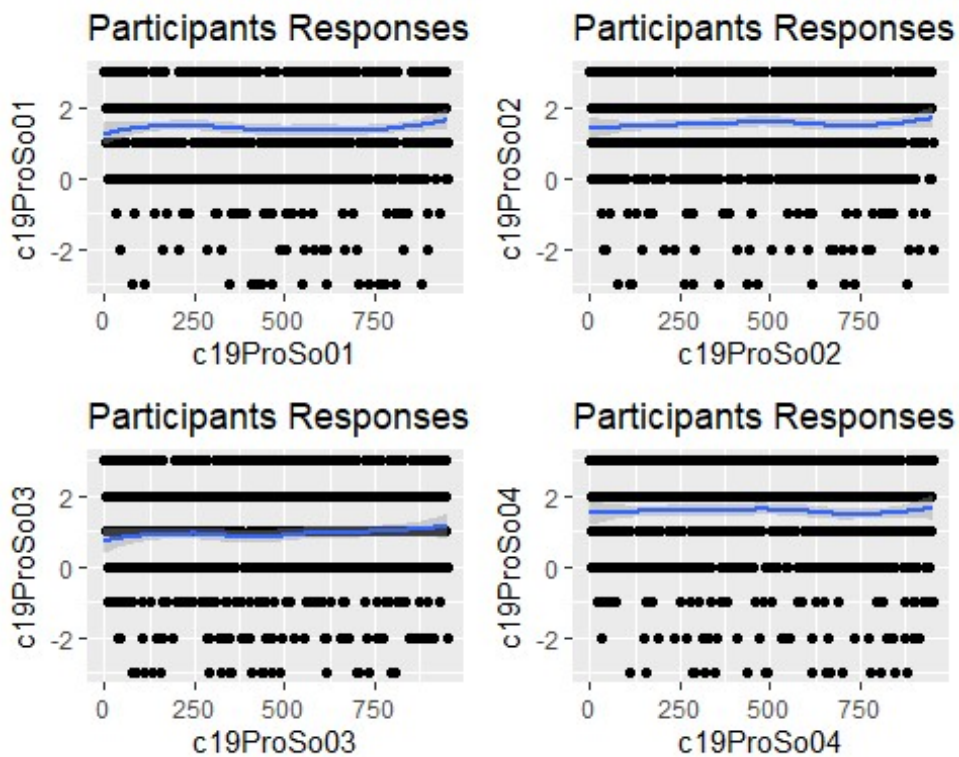 Participants Responses
c19ProSo01
2
0
-2
0 250 500 750
c19ProSo01
Participants Responses
c19ProSo02
2
0
-2
0 250 500 750
c19ProSo02
Participants Responses
c19ProSo03
2
0
-2
0 250 500 750
c19ProSo03
Participants Responses
c19ProSo04
2
0
-2
0 250 500 750
c19ProSo04